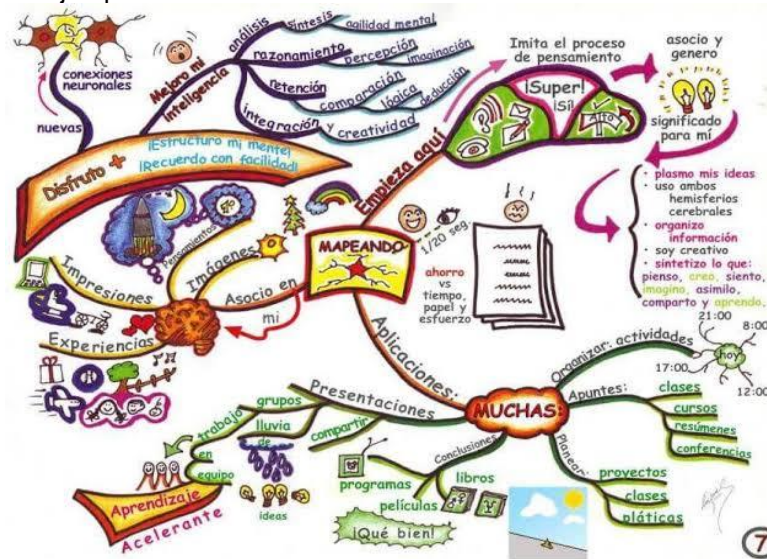 MAPEANDO
Empieza aquí
Imita el proceso
de pensamiento
¡Super!
¡Sí!
Alto
asocio y
genero
significado
para mí
· plasmo mis ideas
· uso ambos
hemisferios
cerebrales
· organizo
información
· soy creativo
· sintetizo lo que:
pienso, creo, siento,
imagino, asimilo,
comparto y aprendo.
1/20 seg
ahorro
vs
tiempo,
papel y
esfuerzo
Aplicaciones:
MUCHAS:
Organizar: actividades
hoy
21:00
8:00
17:00
12:00
Apuntes:
clases
cursos
resúmenes
conferencias
Planear:
proyectos
clases
pláticas
Conclusiones
libros
programas
películas
¡Qué bien!
Presentaciones
compartir
grupos
lluvia
de
ideas
trabajo
en
equipo
Aprendizaje
Acelerante
Asocio en
mi
Imágenes
Pensamientos
Impresiones
Experiencias
Disfruto +
¡Estructuro mi mente!
¡Recuerdo con facilidad!
nuevas
conexiones
neuronales
Mejoro mi
inteligencia
análisis
síntesis
agilidad mental
razonamiento
percepción
imaginación
retención
comparación
lógica
deducción
integración y
creatividad
7